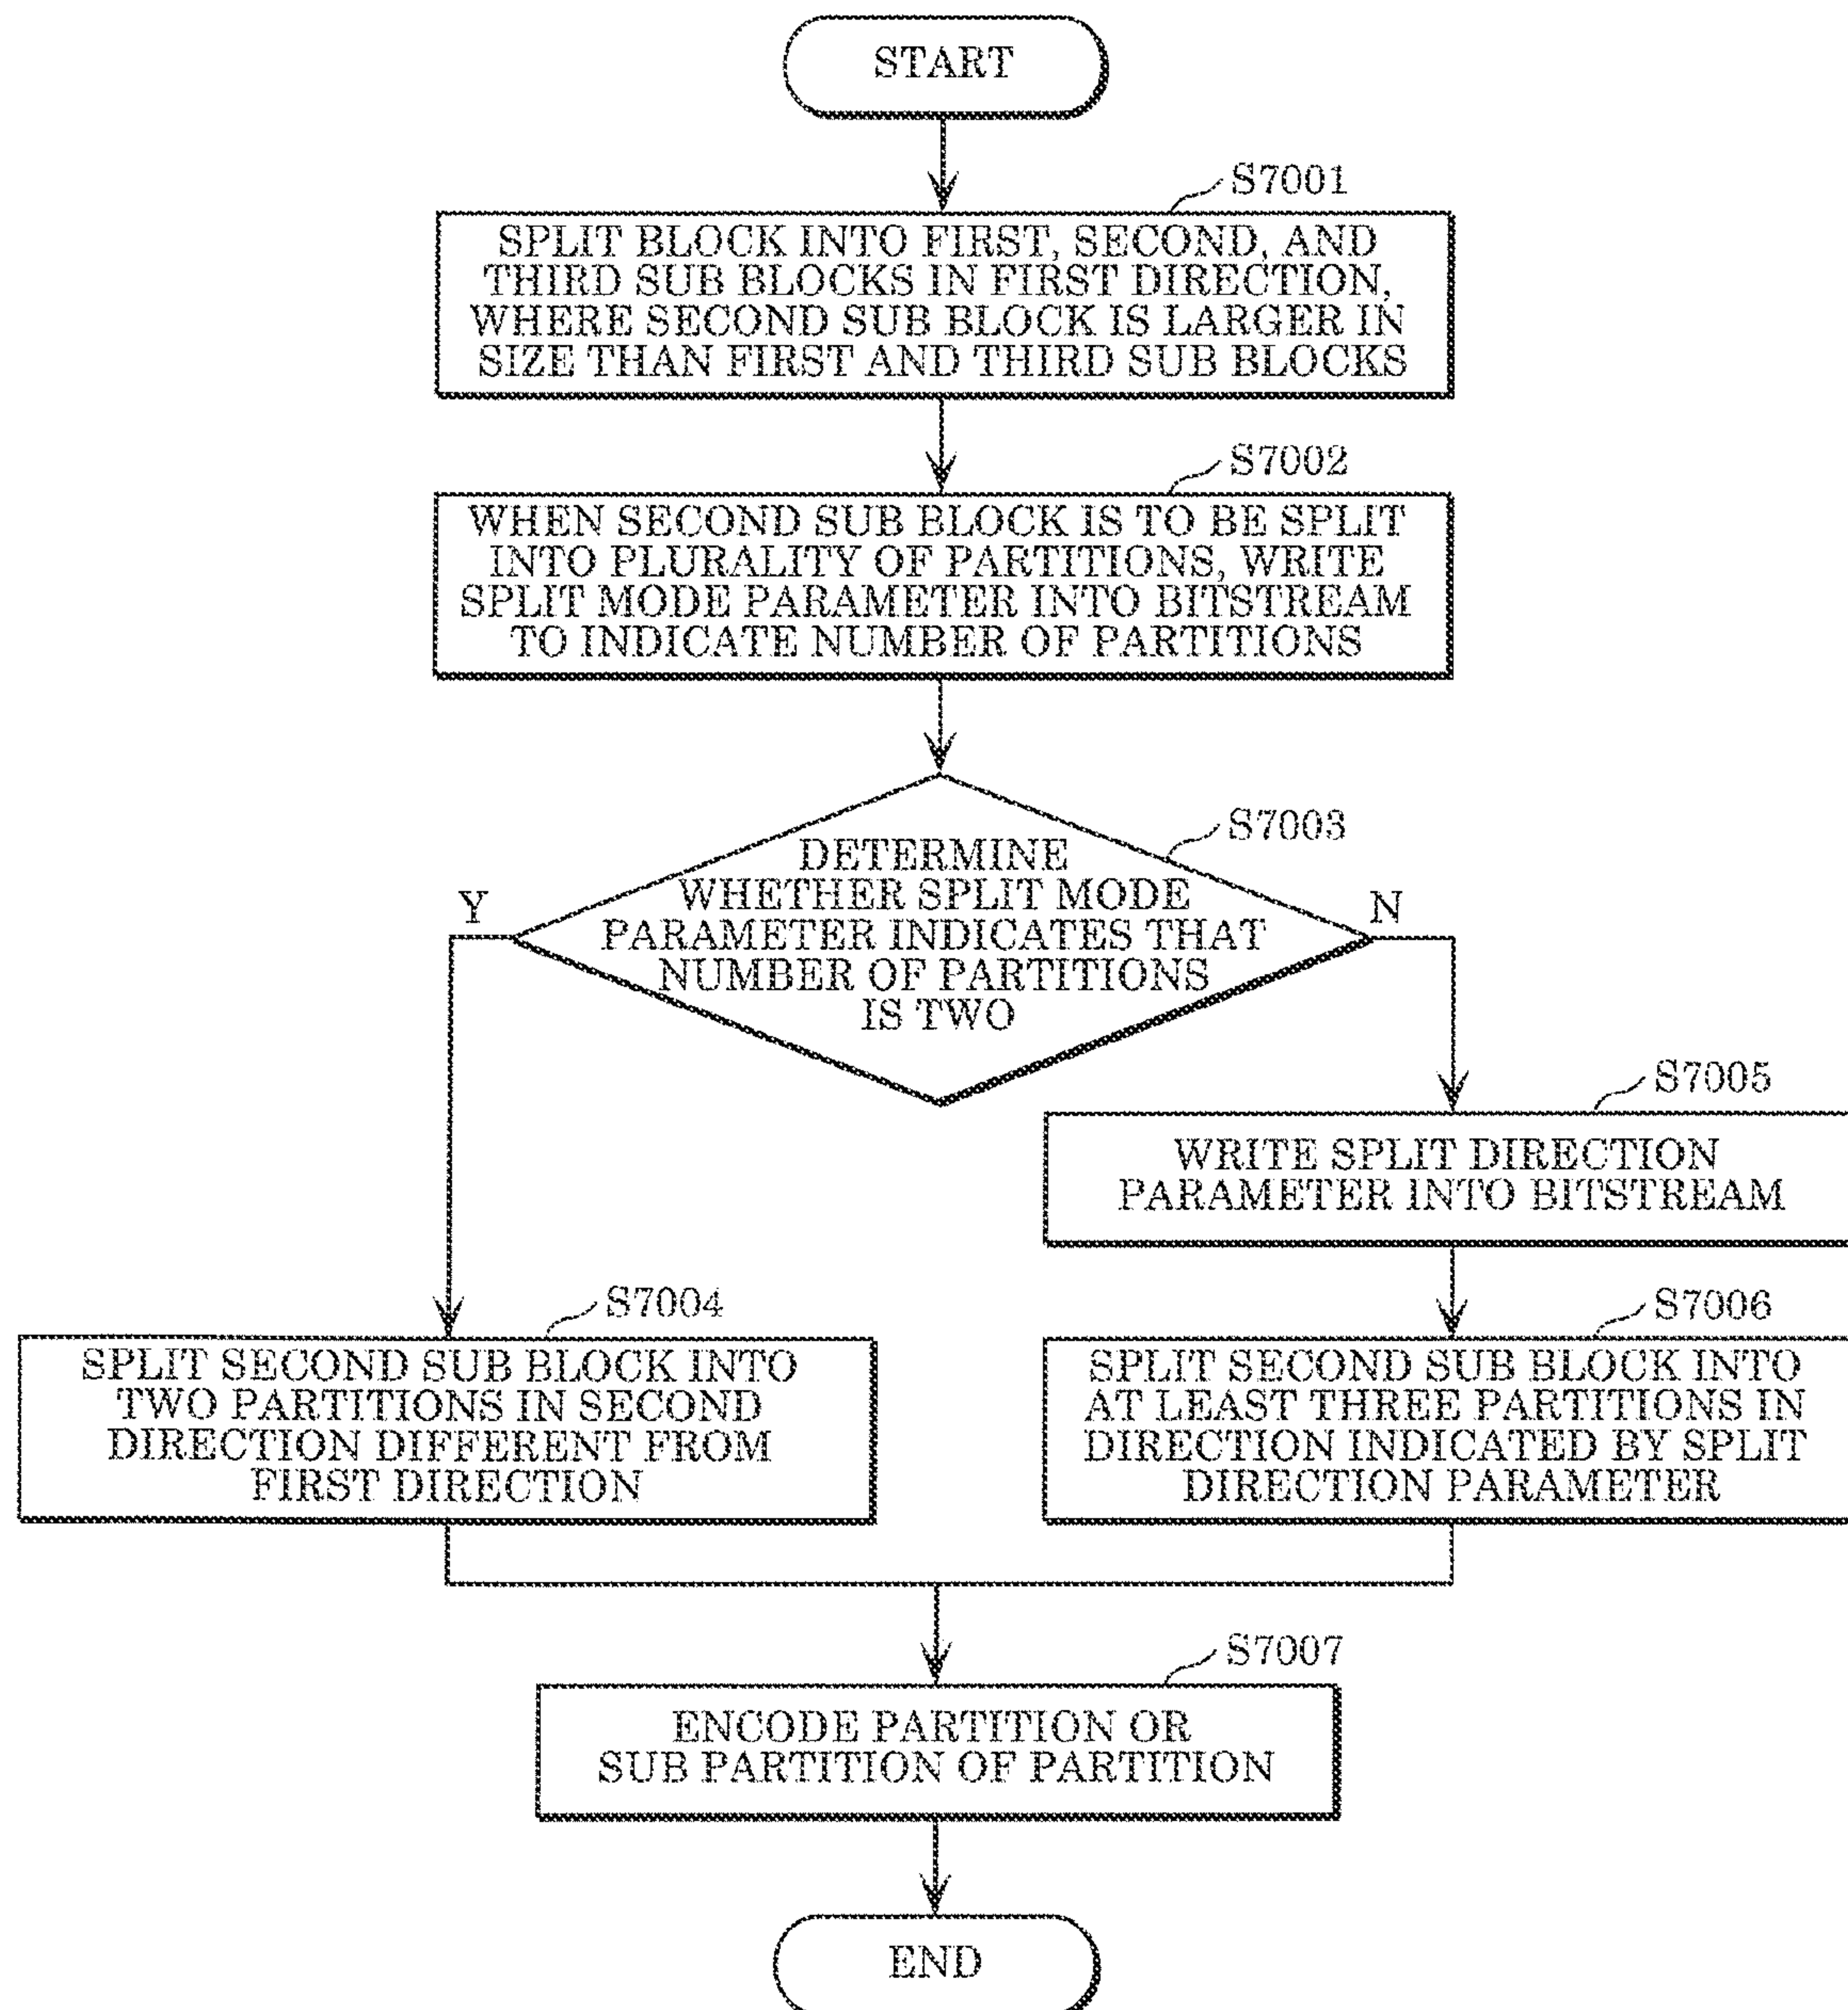 START
S7001
SPLIT BLOCK INTO FIRST, SECOND, AND
THIRD SUB BLOCKS IN FIRST DIRECTION,
WHERE SECOND SUB BLOCK IS LARGER IN
SIZE THAN FIRST AND THIRD SUB BLOCKS
S7002
WHEN SECOND SUB BLOCK IS TO BE SPLIT
INTO PLURALITY OF PARTITIONS, WRITE
SPLIT MODE PARAMETER INTO BITSTREAM
TO INDICATE NUMBER OF PARTITIONS
S7003
DETERMINE
WHETHER SPLIT MODE
PARAMETER INDICATES THAT
NUMBER OF PARTITIONS
IS TWO
Y
N
S7005
WRITE SPLIT DIRECTION
PARAMETER INTO BITSTREAM
S7004
SPLIT SECOND SUB BLOCK INTO
TWO PARTITIONS IN SECOND
DIRECTION DIFFERENT FROM
FIRST DIRECTION
S7006
SPLIT SECOND SUB BLOCK INTO
AT LEAST THREE PARTITIONS IN
DIRECTION INDICATED BY SPLIT
DIRECTION PARAMETER
S7007
ENCODE PARTITION OR
SUB PARTITION OF PARTITION
END